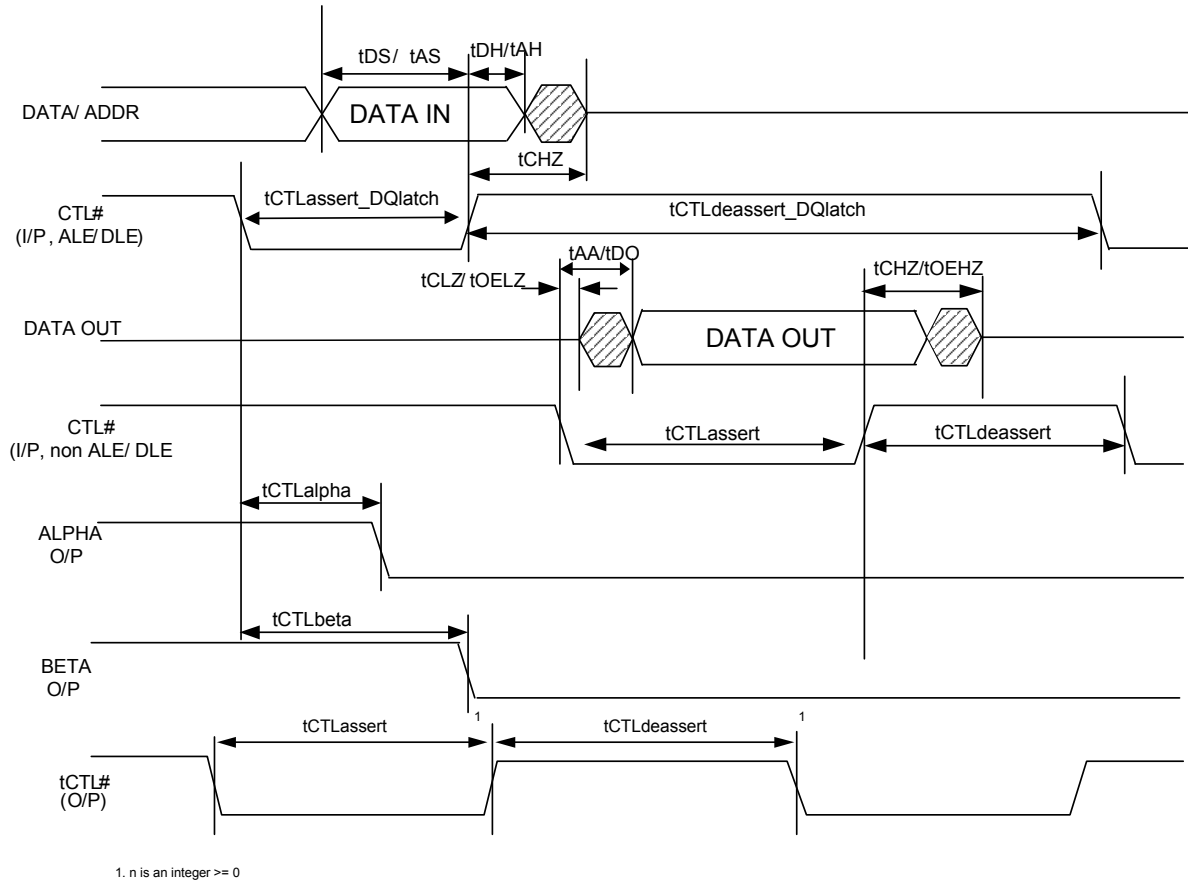 tDS/ tAS
tDH/tAH
DATA/ ADDR
DATA IN
tCHZ
tCTLassert_DQlatch
tCTLdeassert_DQlatch
CTL#
(I/P, ALE/ DLE)
tAA/tDO
tCLZ/ tOELZ
tCHZ/tOEHZ
DATA OUT
DATA OUT
CTL#
(I/P, non ALE/ DLE
tCTLassert
tCTLdeassert
tCTLalpha
ALPHA
O/P
tCTLbeta
BETA
O/P
tCTLassert 1
tCTLdeassert 1
tCTL#
(O/P)
1. n is an integer >= 0